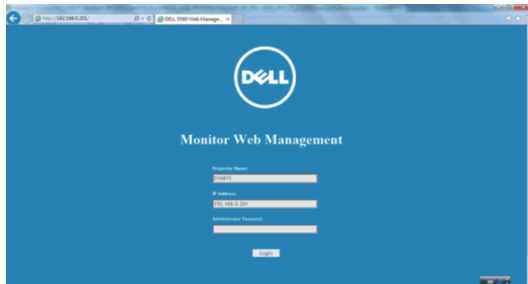 http://192.168.0.201/
DELL S560 Web Manage...
DELL
Monitor Web Management
Projector Name:
016815
IP Address:
192.168.0.201
Administrator Password:
Login